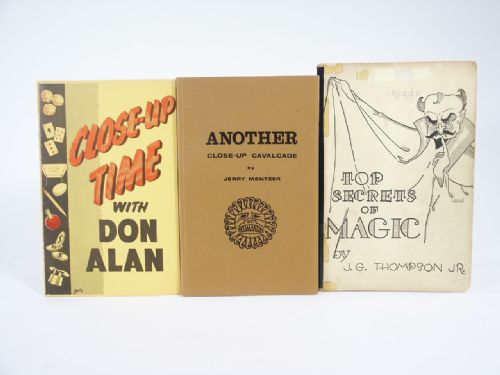 CLOSE-UP
TIME
WITH
DON
ALAN
ANOTHER
CLOSE-UP CAVALCADE
by
JERRY MENTZER
TOP
SECRETS
OF
MAGIC
by
J.G. THOMPSON JR.